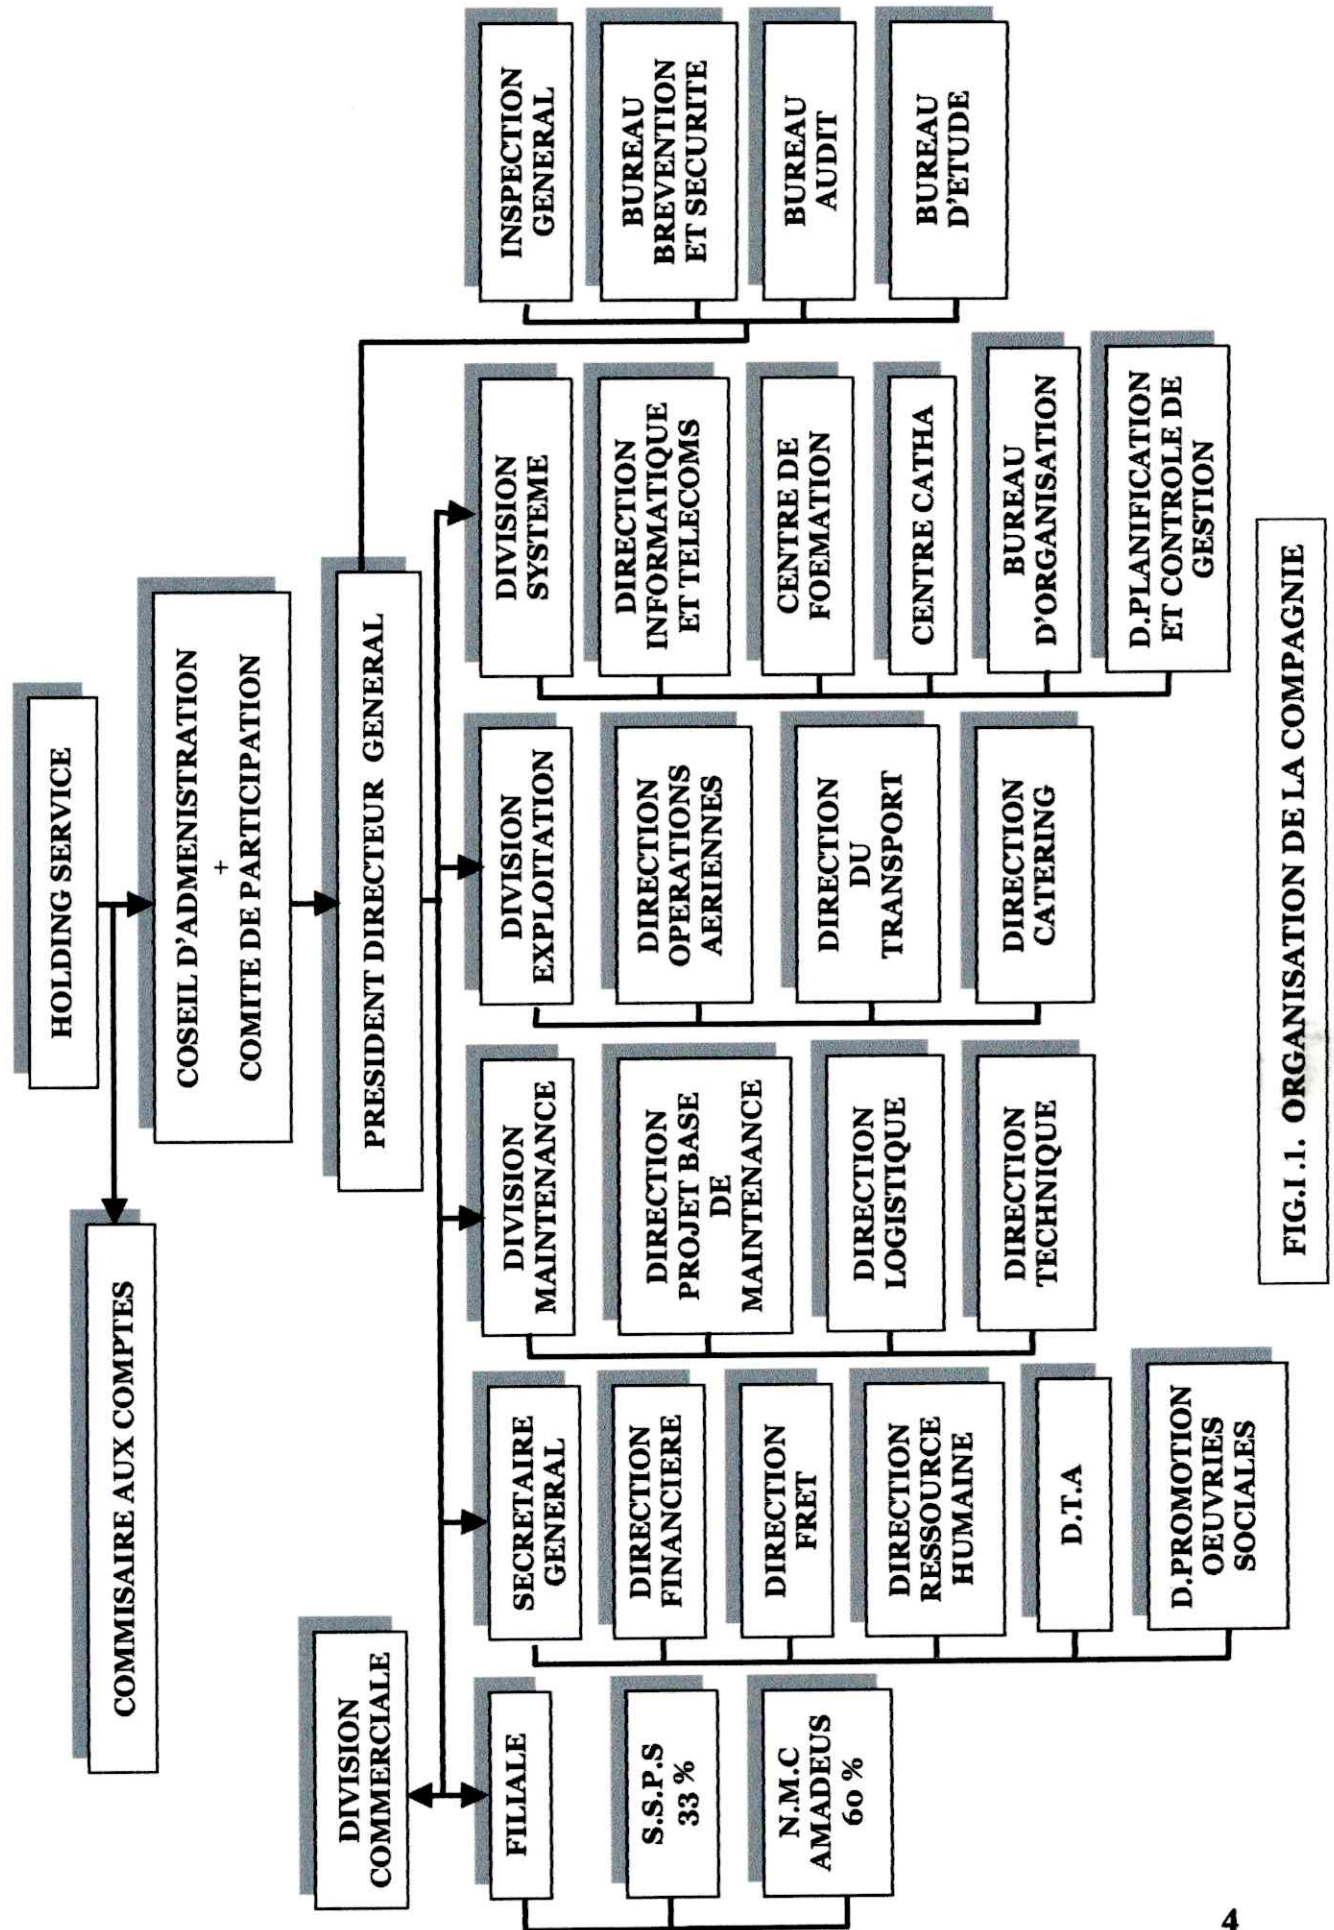 HOLDING SERVICE
COMMISAIRE AUX COMPTES
COSEIL D'ADMENISTRATION
+
COMITE DE PARTICIPATION
PRESIDENT DIRECTEUR GENERAL
DIVISION
COMMERCIALE
FILIALE
S.S.P.S
33 %
N.M.C
AMADEUS
60 %
SECRETAIRE
GENERAL
DIRECTION
FINANCIERE
DIRECTION
FRET
DIRECTION
RESSOURCE
HUMAINE
D.T.A
D.PROMOTION
OEUVRIES
SOCIALES
DIVISION
MAINTENANCE
DIRECTION
PROJET BASE
DE
MAINTENANCE
DIRECTION
LOGISTIQUE
DIRECTION
TECHNIQUE
DIVISION
EXPLOITATION
DIRECTION
OPERATIONS
AERIENNES
DIRECTION
DU
TRANSPORT
DIRECTION
CATERING
DIVISION
SYSTEME
DIRECTION
INFORMATIQUE
ET TELECOMS
CENTRE DE
FOEMATION
CENTRE CATHA
BUREAU
D'ORGANISATION
D.PLANIFICATION
ET CONTROLE DE
GESTION
INSPECTION
GENERAL
BUREAU
BREVENTION
ET SECURITE
BUREAU
AUDIT
BUREAU
D'ETUDE
FIG.I .1. ORGANISATION DE LA COMPAGNIE
4